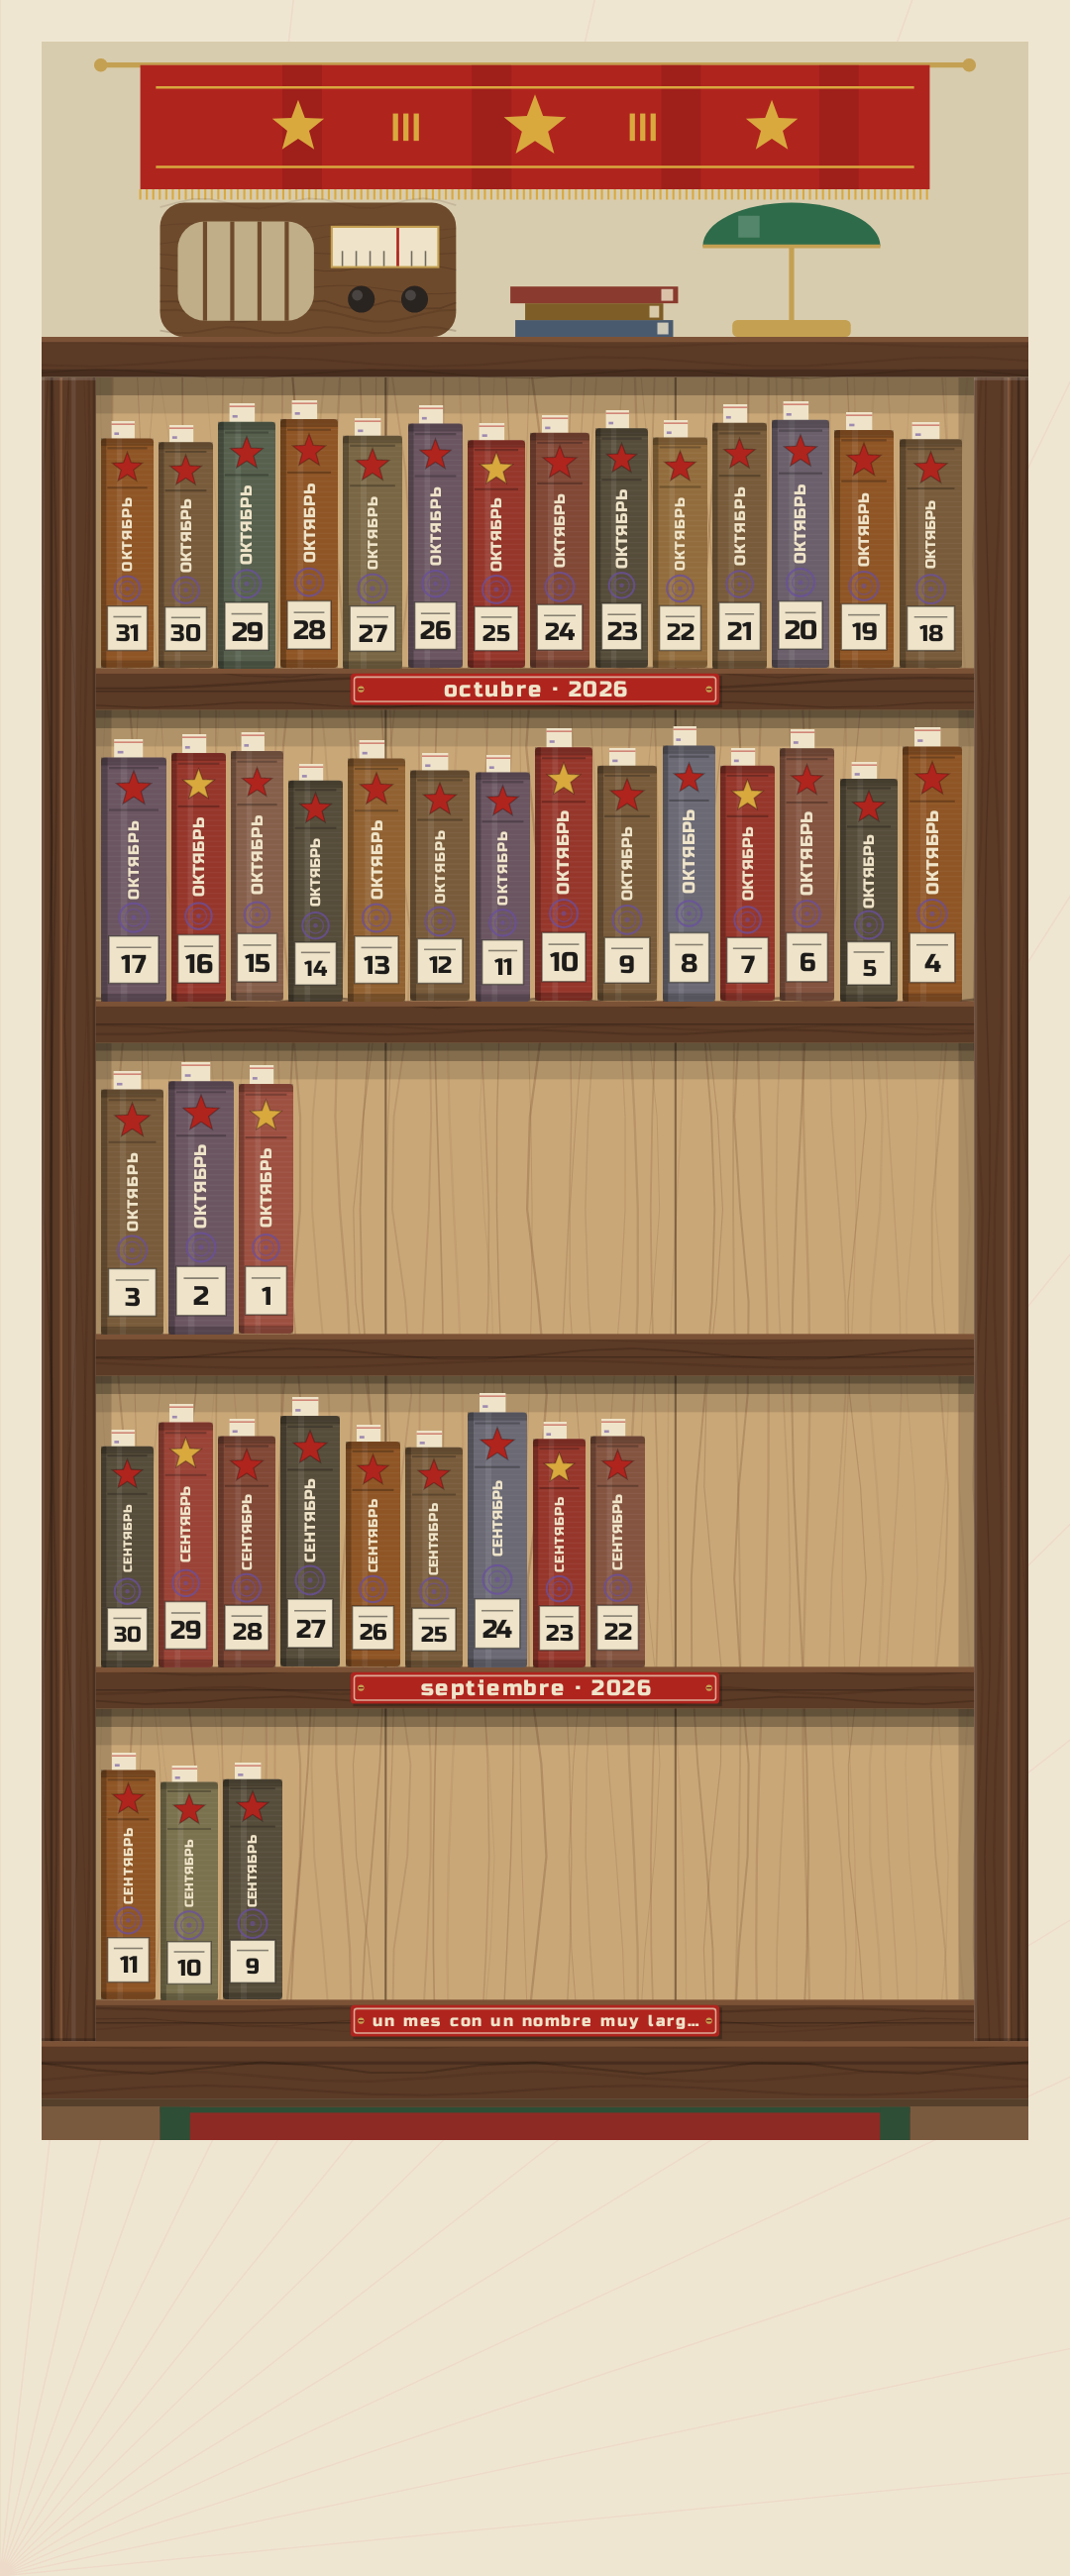 ОКТЯБРЬ 31
ОКТЯБРЬ 30
ОКТЯБРЬ 29
ОКТЯБРЬ 28
ОКТЯБРЬ 27
ОКТЯБРЬ 26
ОКТЯБРЬ 25
ОКТЯБРЬ 24
ОКТЯБРЬ 23
ОКТЯБРЬ 22
ОКТЯБРЬ 21
ОКТЯБРЬ 20
ОКТЯБРЬ 19
ОКТЯБРЬ 18
octubre · 2026
ОКТЯБРЬ 17
ОКТЯБРЬ 16
ОКТЯБРЬ 15
ОКТЯБРЬ 14
ОКТЯБРЬ 13
ОКТЯБРЬ 12
ОКТЯБРЬ 11
ОКТЯБРЬ 10
ОКТЯБРЬ 9
ОКТЯБРЬ 8
ОКТЯБРЬ 7
ОКТЯБРЬ 6
ОКТЯБРЬ 5
ОКТЯБРЬ 4
ОКТЯБРЬ 3
ОКТЯБРЬ 2
ОКТЯБРЬ 1
СЕНТЯБРЬ 30
СЕНТЯБРЬ 29
СЕНТЯБРЬ 28
СЕНТЯБРЬ 27
СЕНТЯБРЬ 26
СЕНТЯБРЬ 25
СЕНТЯБРЬ 24
СЕНТЯБРЬ 23
СЕНТЯБРЬ 22
septiembre · 2026
СЕНТЯБРЬ 11
СЕНТЯБРЬ 10
СЕНТЯБРЬ 9
un mes con un nombre muy larg…